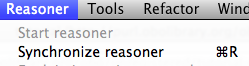 Reasoner Tools Refactor
Start reasoner
Synchronize reasoner ⌘R